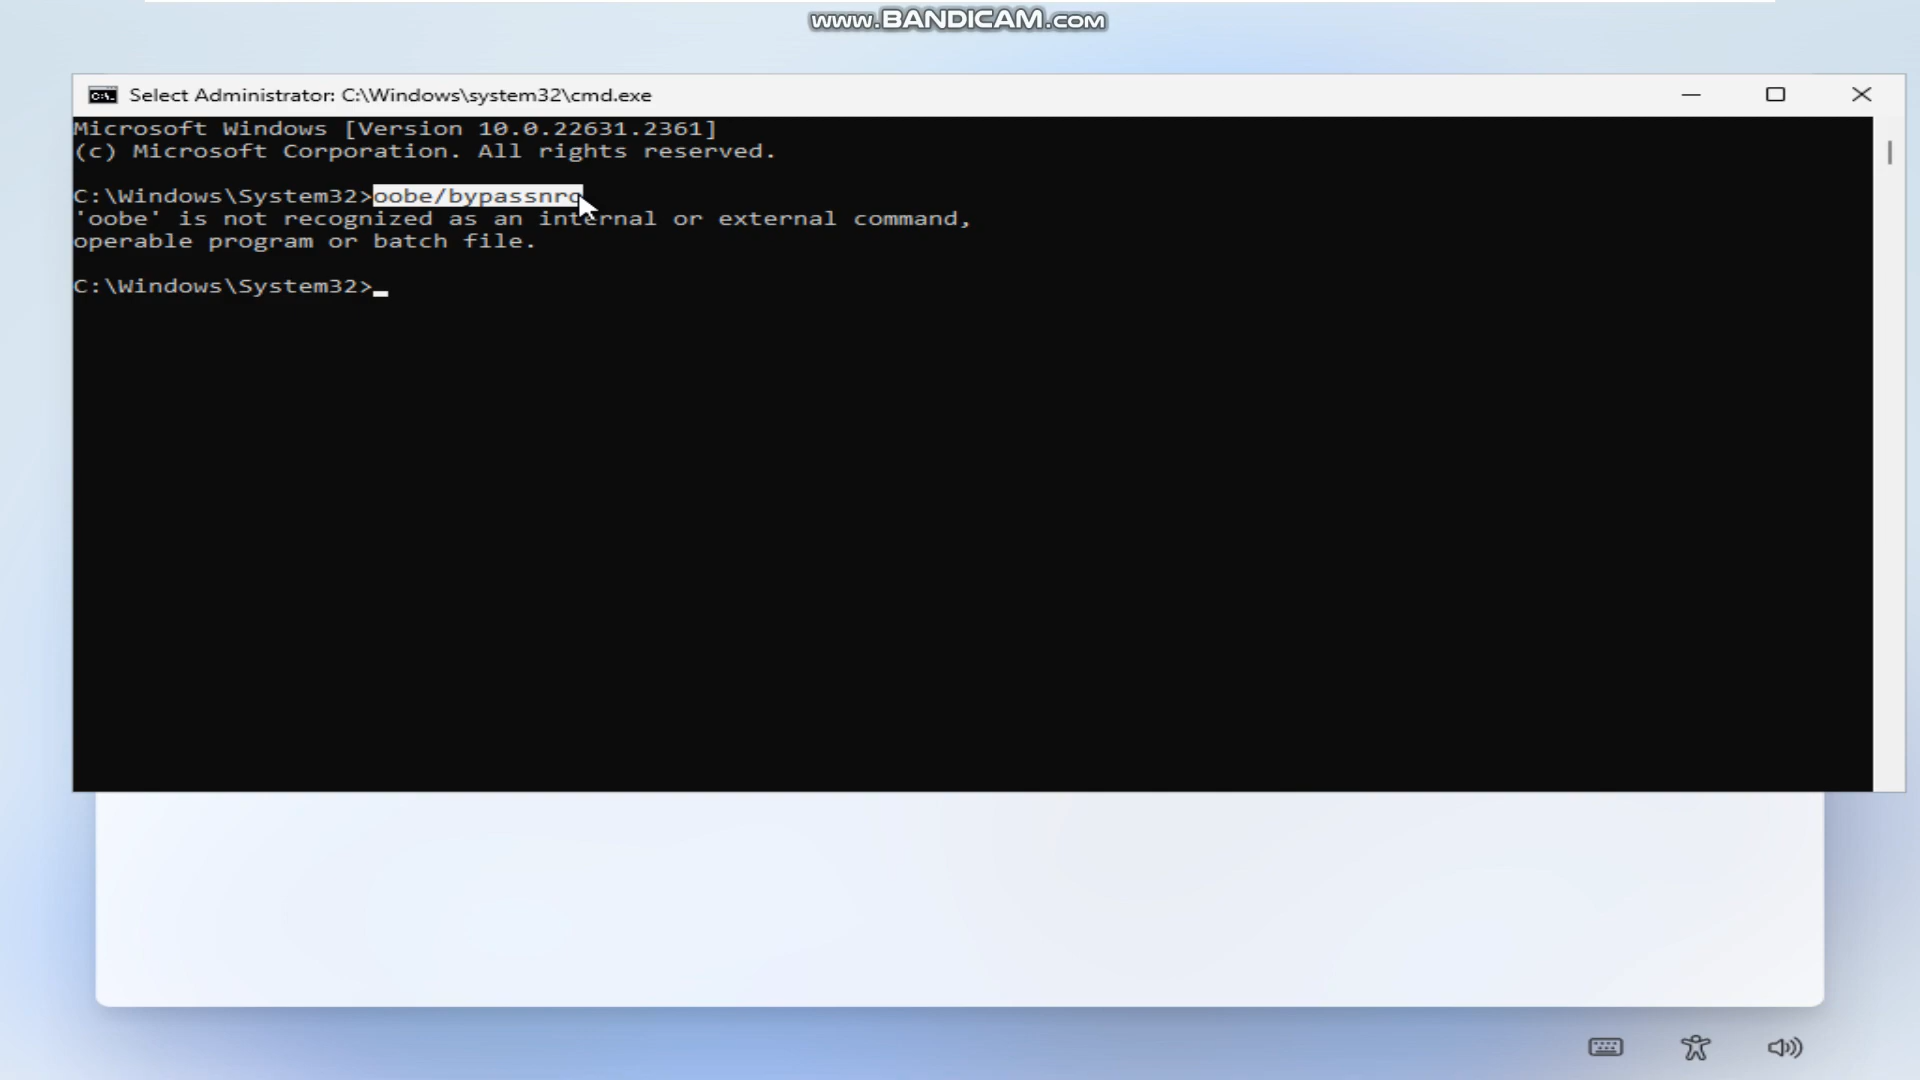 www.BANDICAM.com
Select Administrator: C:\Windows\system32\cmd.exe
Microsoft Windows [Version 10.0.22631.2361]
(c) Microsoft Corporation. All rights reserved.
C:\Windows\System32>oobe/bypassnro
'oobe' is not recognized as an internal or external command,
operable program or batch file.
C:\Windows\System32>